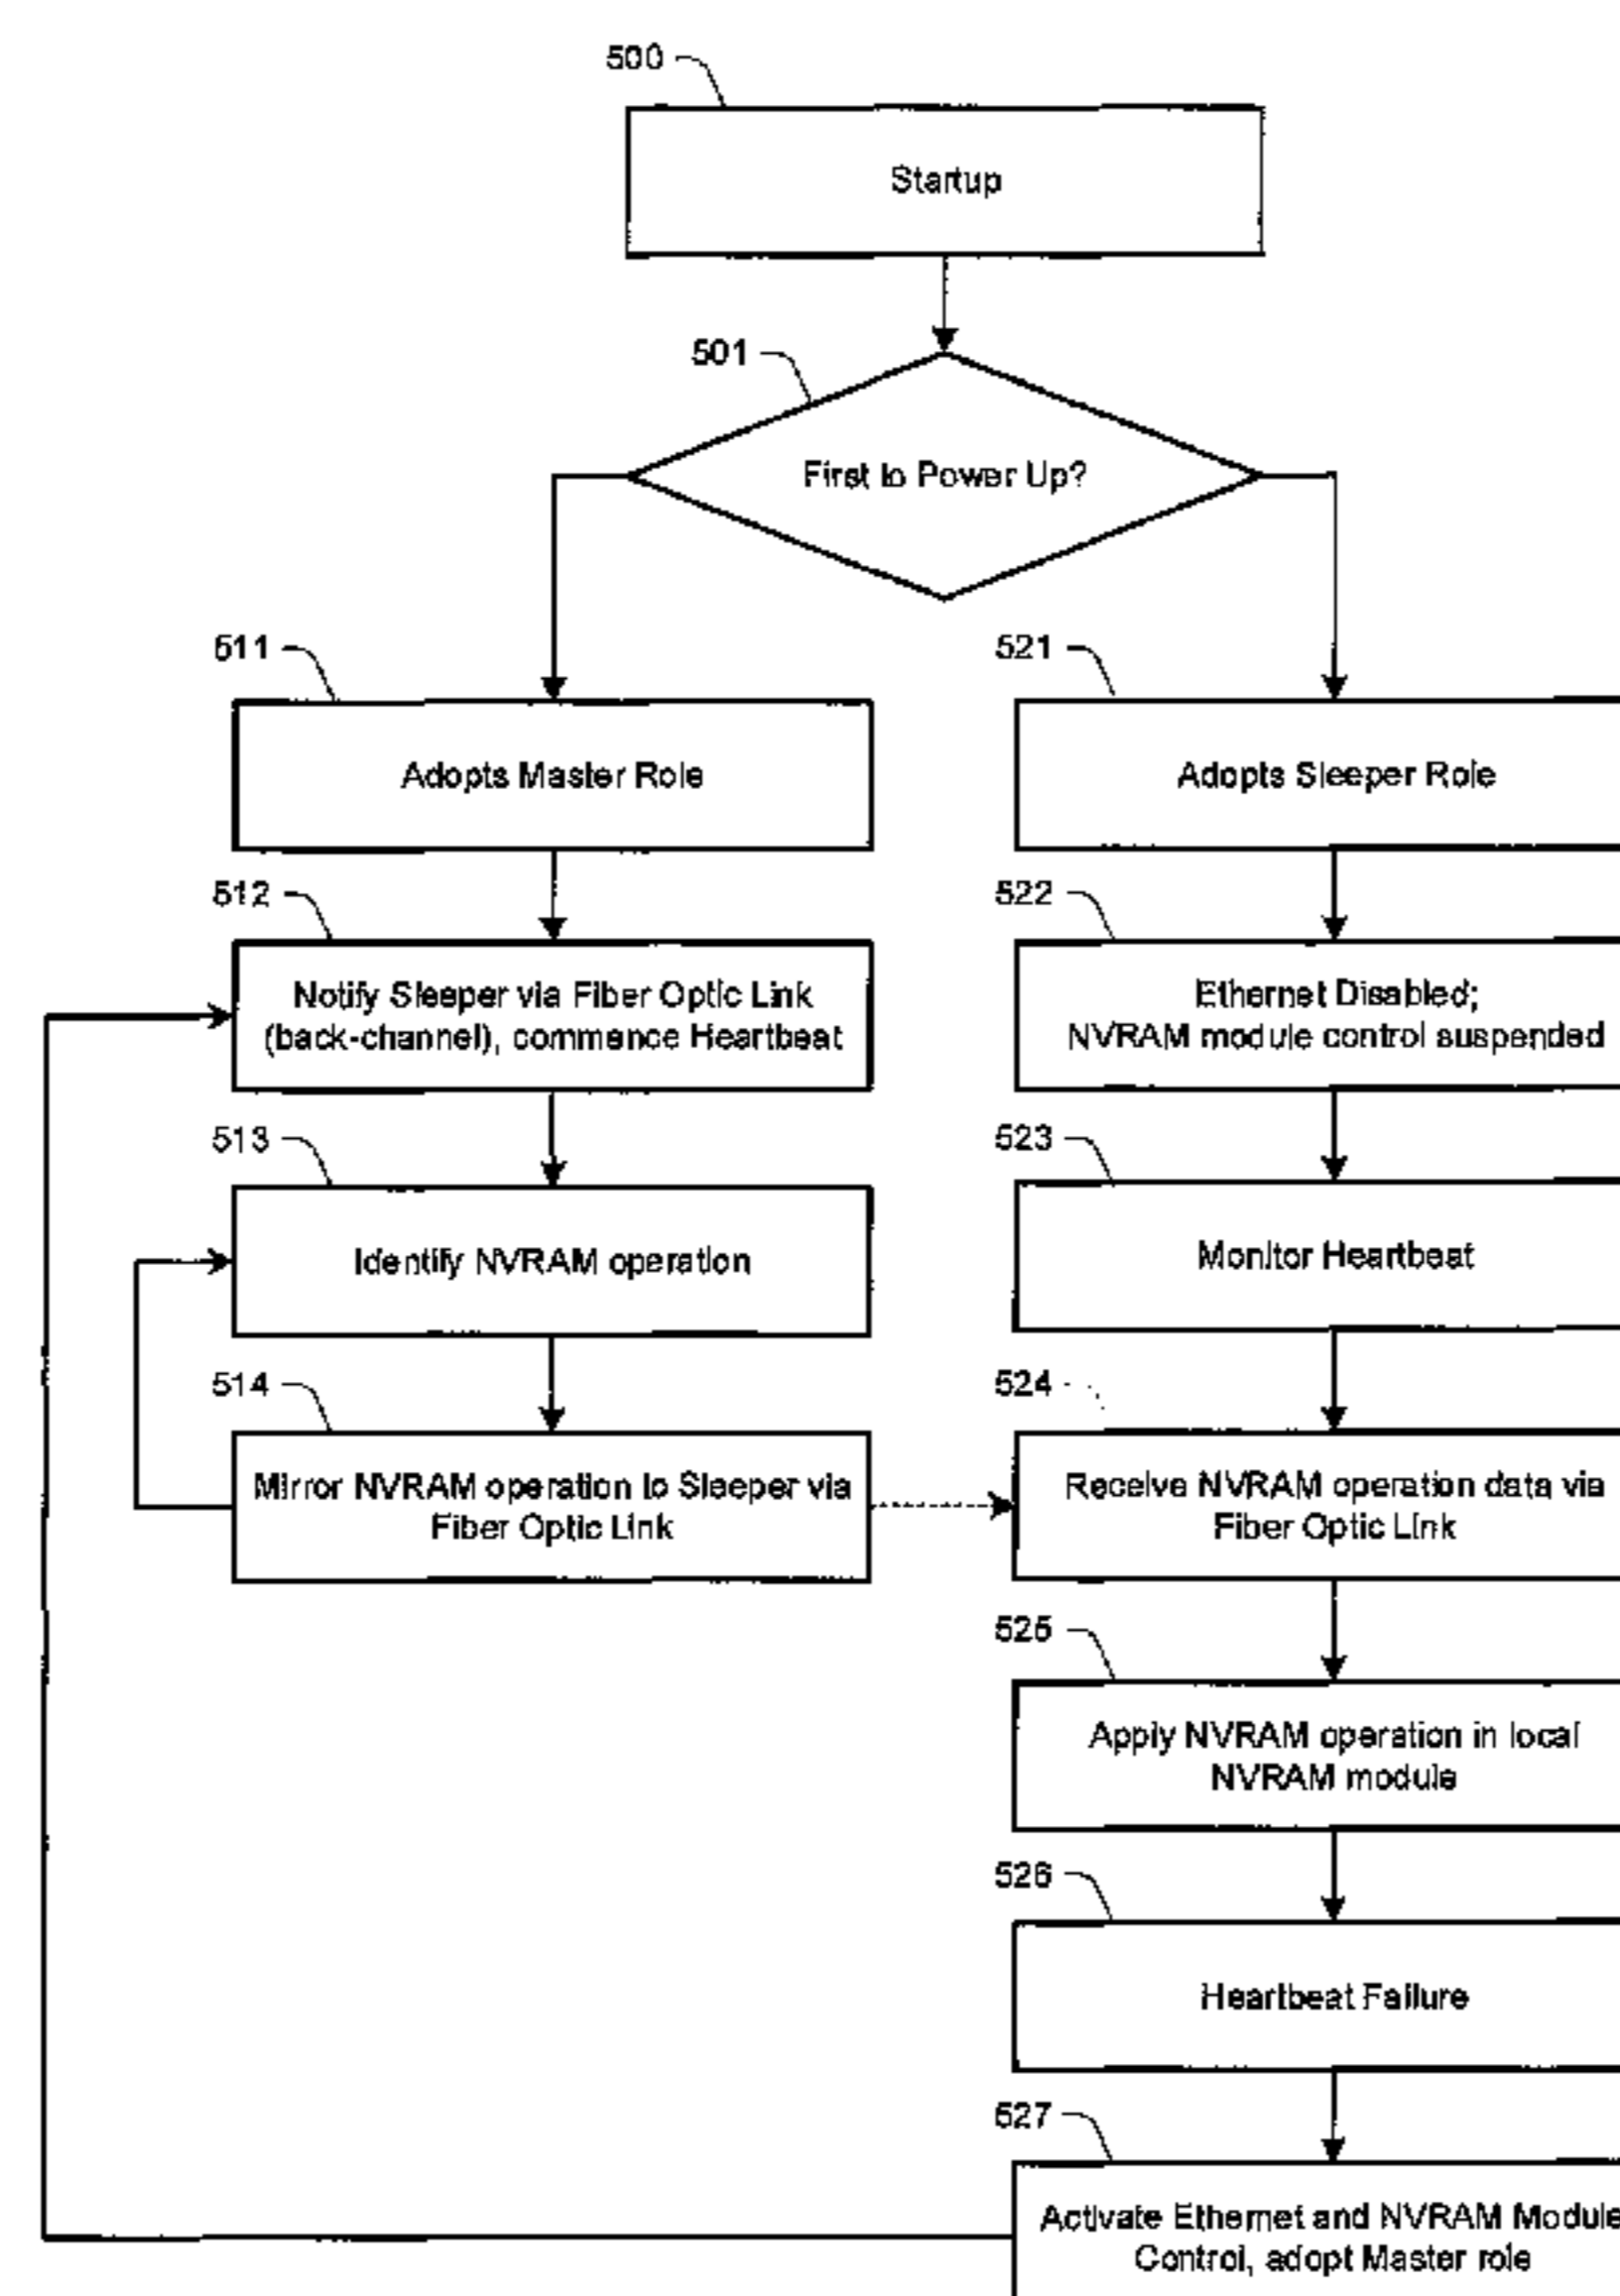 500
Startup
501
First to Power Up?
511
Adopts Master Role
521
Adopts Sleeper Role
512
Notify Sleeper via Fiber Optic Link
(back-channel), commence Heartbeat
522
Ethernet Disabled;
NVRAM module control suspended
513
Identify NVRAM operation
523
Monitor Heartbeat
514
Mirror NVRAM operation to Sleeper via
Fiber Optic Link
524
Receive NVRAM operation data via
Fiber Optic Link
525
Apply NVRAM operation in local
NVRAM module
526
Heartbeat Failure
527
Activate Ethernet and NVRAM Module
Control, adopt Master role